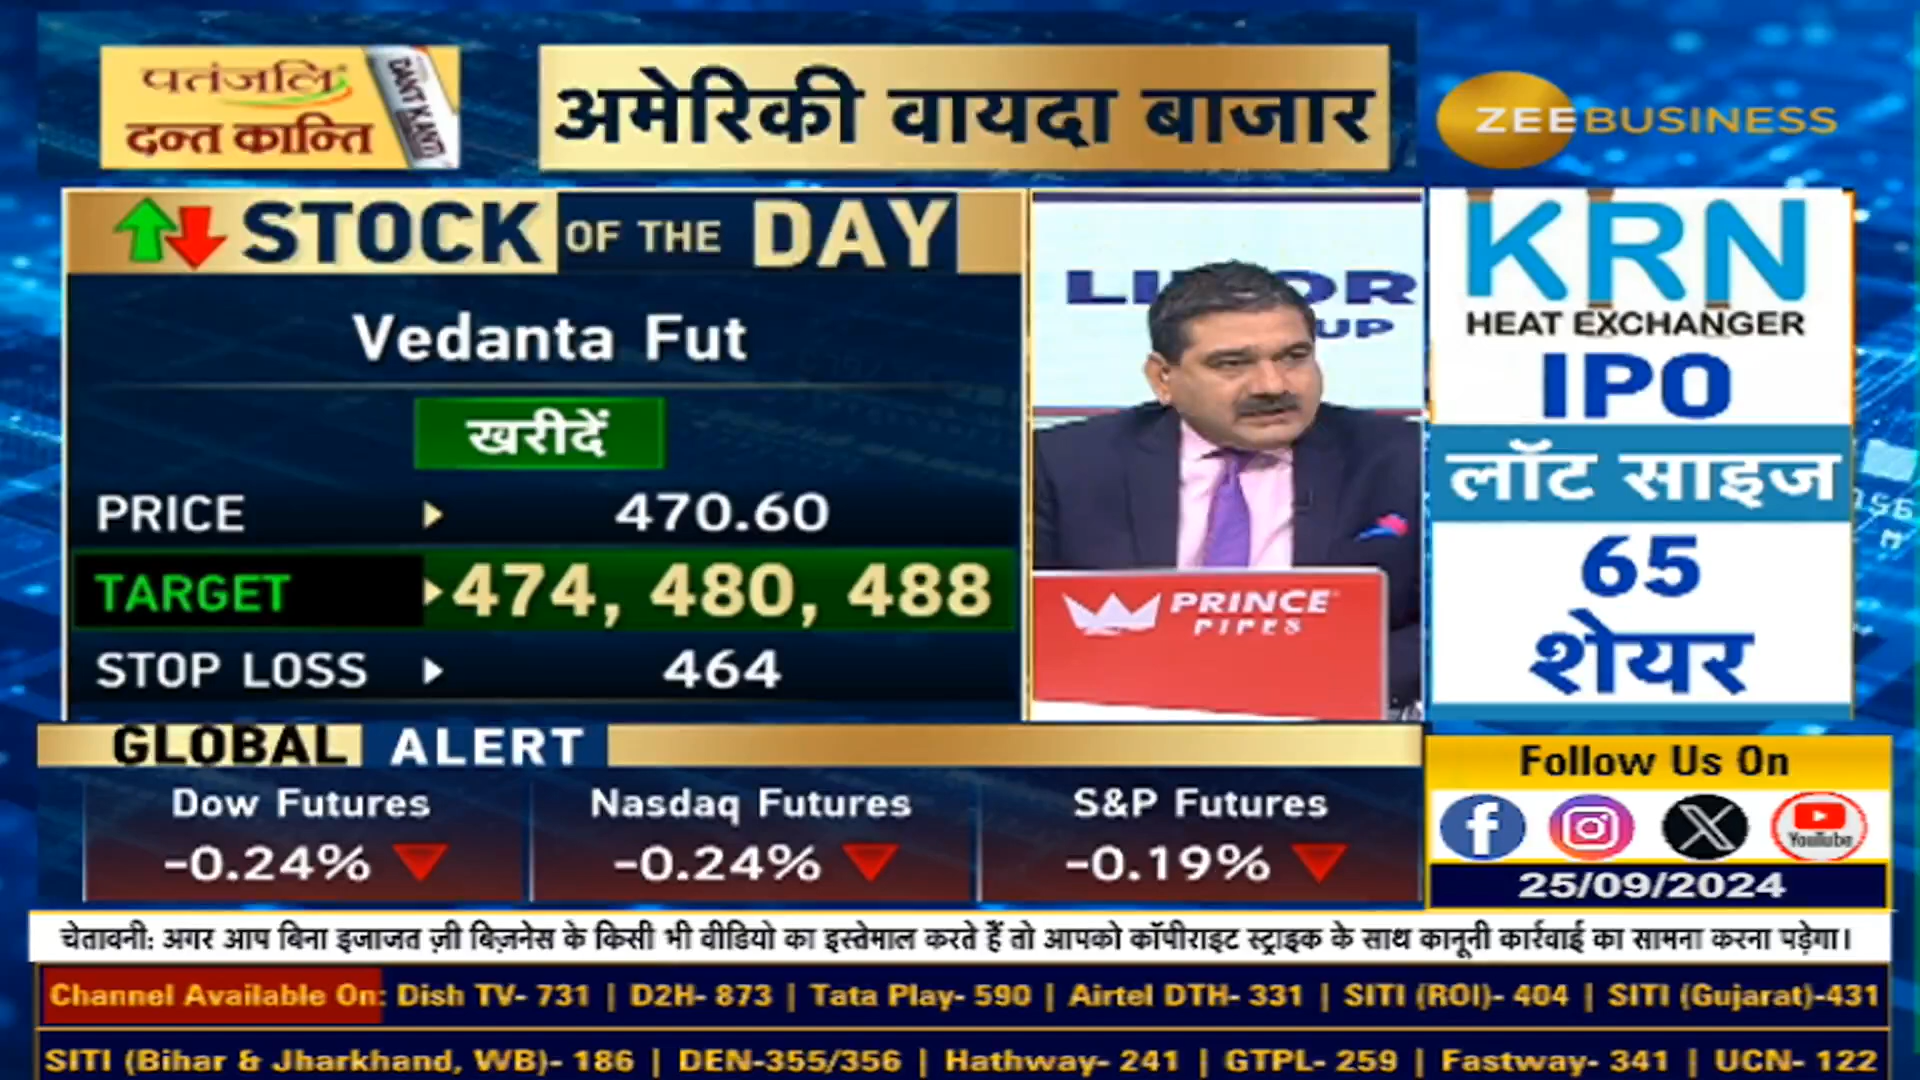 पतंजलि
दन्त कान्ति
DANT KANTI
अमेरिकी वायदा बाजार
ZEEBUSINESS
STOCK OF THE DAY
Vedanta Fut
खरीदें
PRICE 470.60
TARGET 474, 480, 488
STOP LOSS 464
PRINCE
PIPES
KRN
HEAT EXCHANGER
IPO
लॉट साइज
65
शेयर
GLOBAL ALERT
Dow Futures
-0.24%
Nasdaq Futures
-0.24%
S&P Futures
-0.19%
Follow Us On
YouTube
25/09/2024
चेतावनी: अगर आप बिना इजाजत ज़ी बिज़नेस के किसी भी वीडियो का इस्तेमाल करते हैं तो आपको कॉपीराइट स्ट्राइक के साथ कानूनी कार्रवाई का सामना करना पड़ेगा।
Channel Available On: Dish TV- 731 | D2H- 873 | Tata Play- 590 | Airtel DTH- 331 | SITI (ROI)- 404 | SITI (Gujarat)-431
SITI (Bihar & Jharkhand, WB)- 186 | DEN-355/356 | Hathway- 241 | GTPL- 259 | Fastway- 341 | UCN- 122